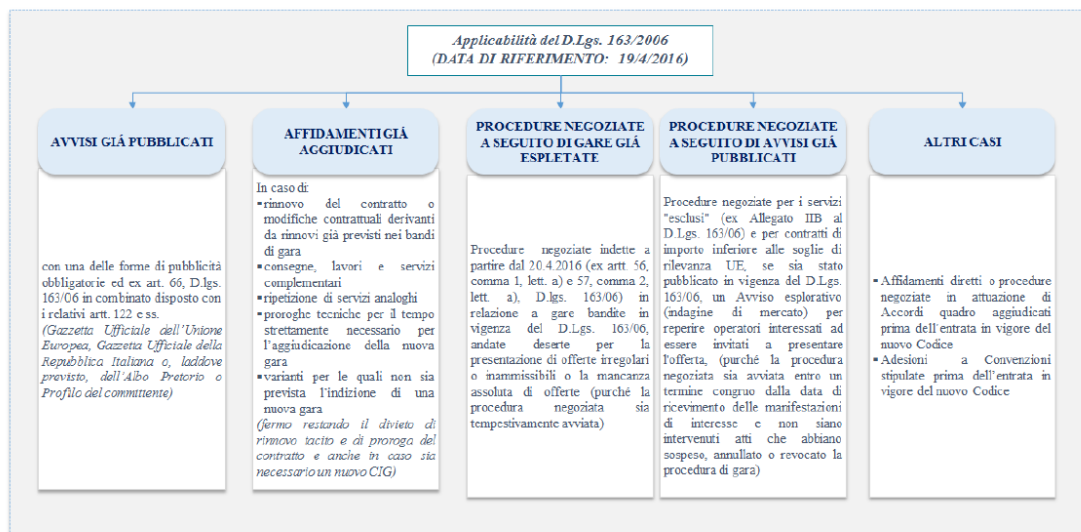 Applicabilità del D.Lgs. 163/2006
(DATA DI RIFERIMENTO: 19/4/2016)
AVVISI GIÁ PUBBLICATI
con una delle forme di pubblicità
obbligatorie ed ex art. 66, D.lgs.
163/06 in combinato disposto con
i relativi artt. 122 e ss.
(Gazzetta Ufficiale dell'Unione
Europea, Gazzetta Ufficiale della
Repubblica Italiana o, laddove
previsto, dell'Albo Pretorio o
Profilo del committente)
AFFIDAMENTI GIÁ
AGGIUDICATI
In caso di:
▪rinnovo del contratto o
modifiche contrattuali derivanti
da rinnovi già previsti nei bandi
di gara
▪consegne, lavori e servizi
complementari
▪ripetizione di servizi analoghi
▪proroghe tecniche per il tempo
strettamente necessario per
l'aggiudicazione della nuova
gara
▪varianti per le quali non sia
prevista l'indizione di una
nuova gara
(fermo restando il divieto di
rinnovo tacito e di proroga del
contratto e anche in caso sia
necessario un nuovo CIG)
PROCEDURE NEGOZIATE
A SEGUITO DI GARE GIÁ
ESPLETATE
Procedure negoziate indette a
partire dal 20.4.2016 (ex artt. 56,
comma 1, lett. a) e 57, comma 2,
lett. a), D.lgs. 163/06) in
relazione a gare bandite in
vigenza del D.Lgs. 163/06,
andate deserte per la
presentazione di offerte irregolari
o inammissibili o la mancanza
assoluta di offerte (purché la
procedura negoziata sia
tempestivamente avviata)
PROCEDURE NEGOZIATE
A SEGUITO DI AVVISI GIÁ
PUBBLICATI
Procedure negoziate per i servizi
"esclusi" (ex Allegato IIB al
D.Lgs. 163/06) e per contratti di
importo inferiore alle soglie di
rilevanza UE, se sia stato
pubblicato in vigenza del D.Lgs.
163/06, un Avviso esplorativo
(indagine di mercato) per
reperire operatori interessati ad
essere invitati a presentare
l'offerta, (purché la procedura
negoziata sia avviata entro un
termine congruo dalla data di
ricevimento delle manifestazioni
di interesse e non siano
intervenuti atti che abbiano
sospeso, annullato o revocato la
procedura di gara)
ALTRI CASI
▪Affidamenti diretti o procedure
negoziate in attuazione di
Accordi quadro aggiudicati
prima dell'entrata in vigore del
nuovo Codice
▪Adesioni a Convenzioni
stipulate prima dell'entrata in
vigore del nuovo Codice